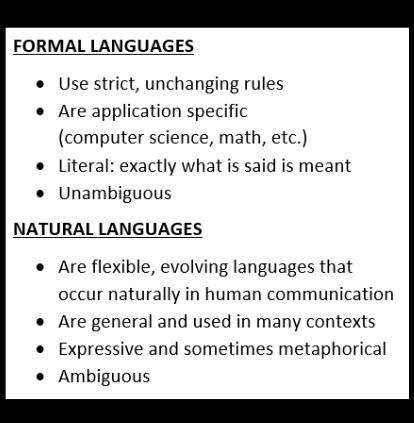 FORMAL LANGUAGES
• Use strict, unchanging rules
• Are application specific
(computer science, math, etc.)
• Literal: exactly what is said is meant
• Unambiguous
NATURAL LANGUAGES
• Are flexible, evolving languages that
occur naturally in human communication
• Are general and used in many contexts
• Expressive and sometimes metaphorical
• Ambiguous